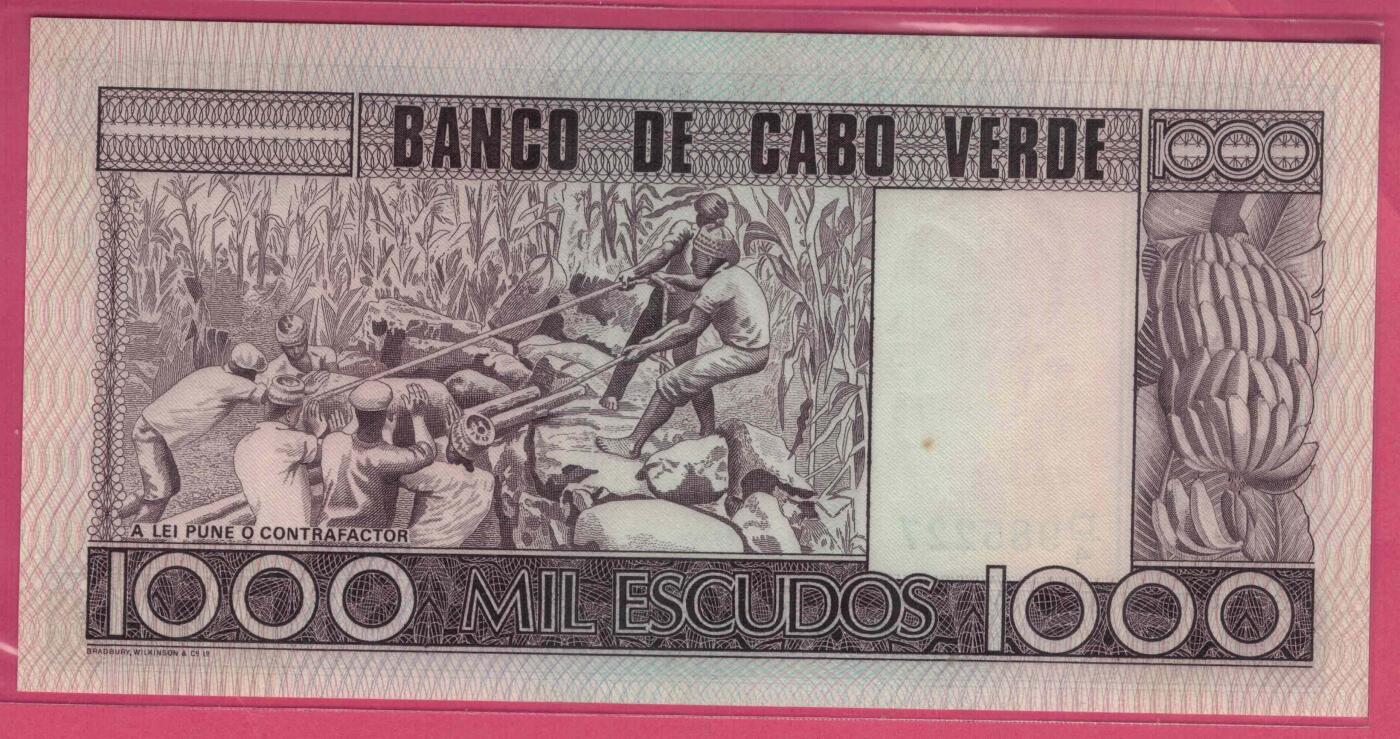 BANCO DE CABO VERDE
1000
A LEI PUNE O CONTRAFACTOR
1000 MIL ESCUDOS 1000
BRADBURY, WILKINSON & Cº Lᵈ